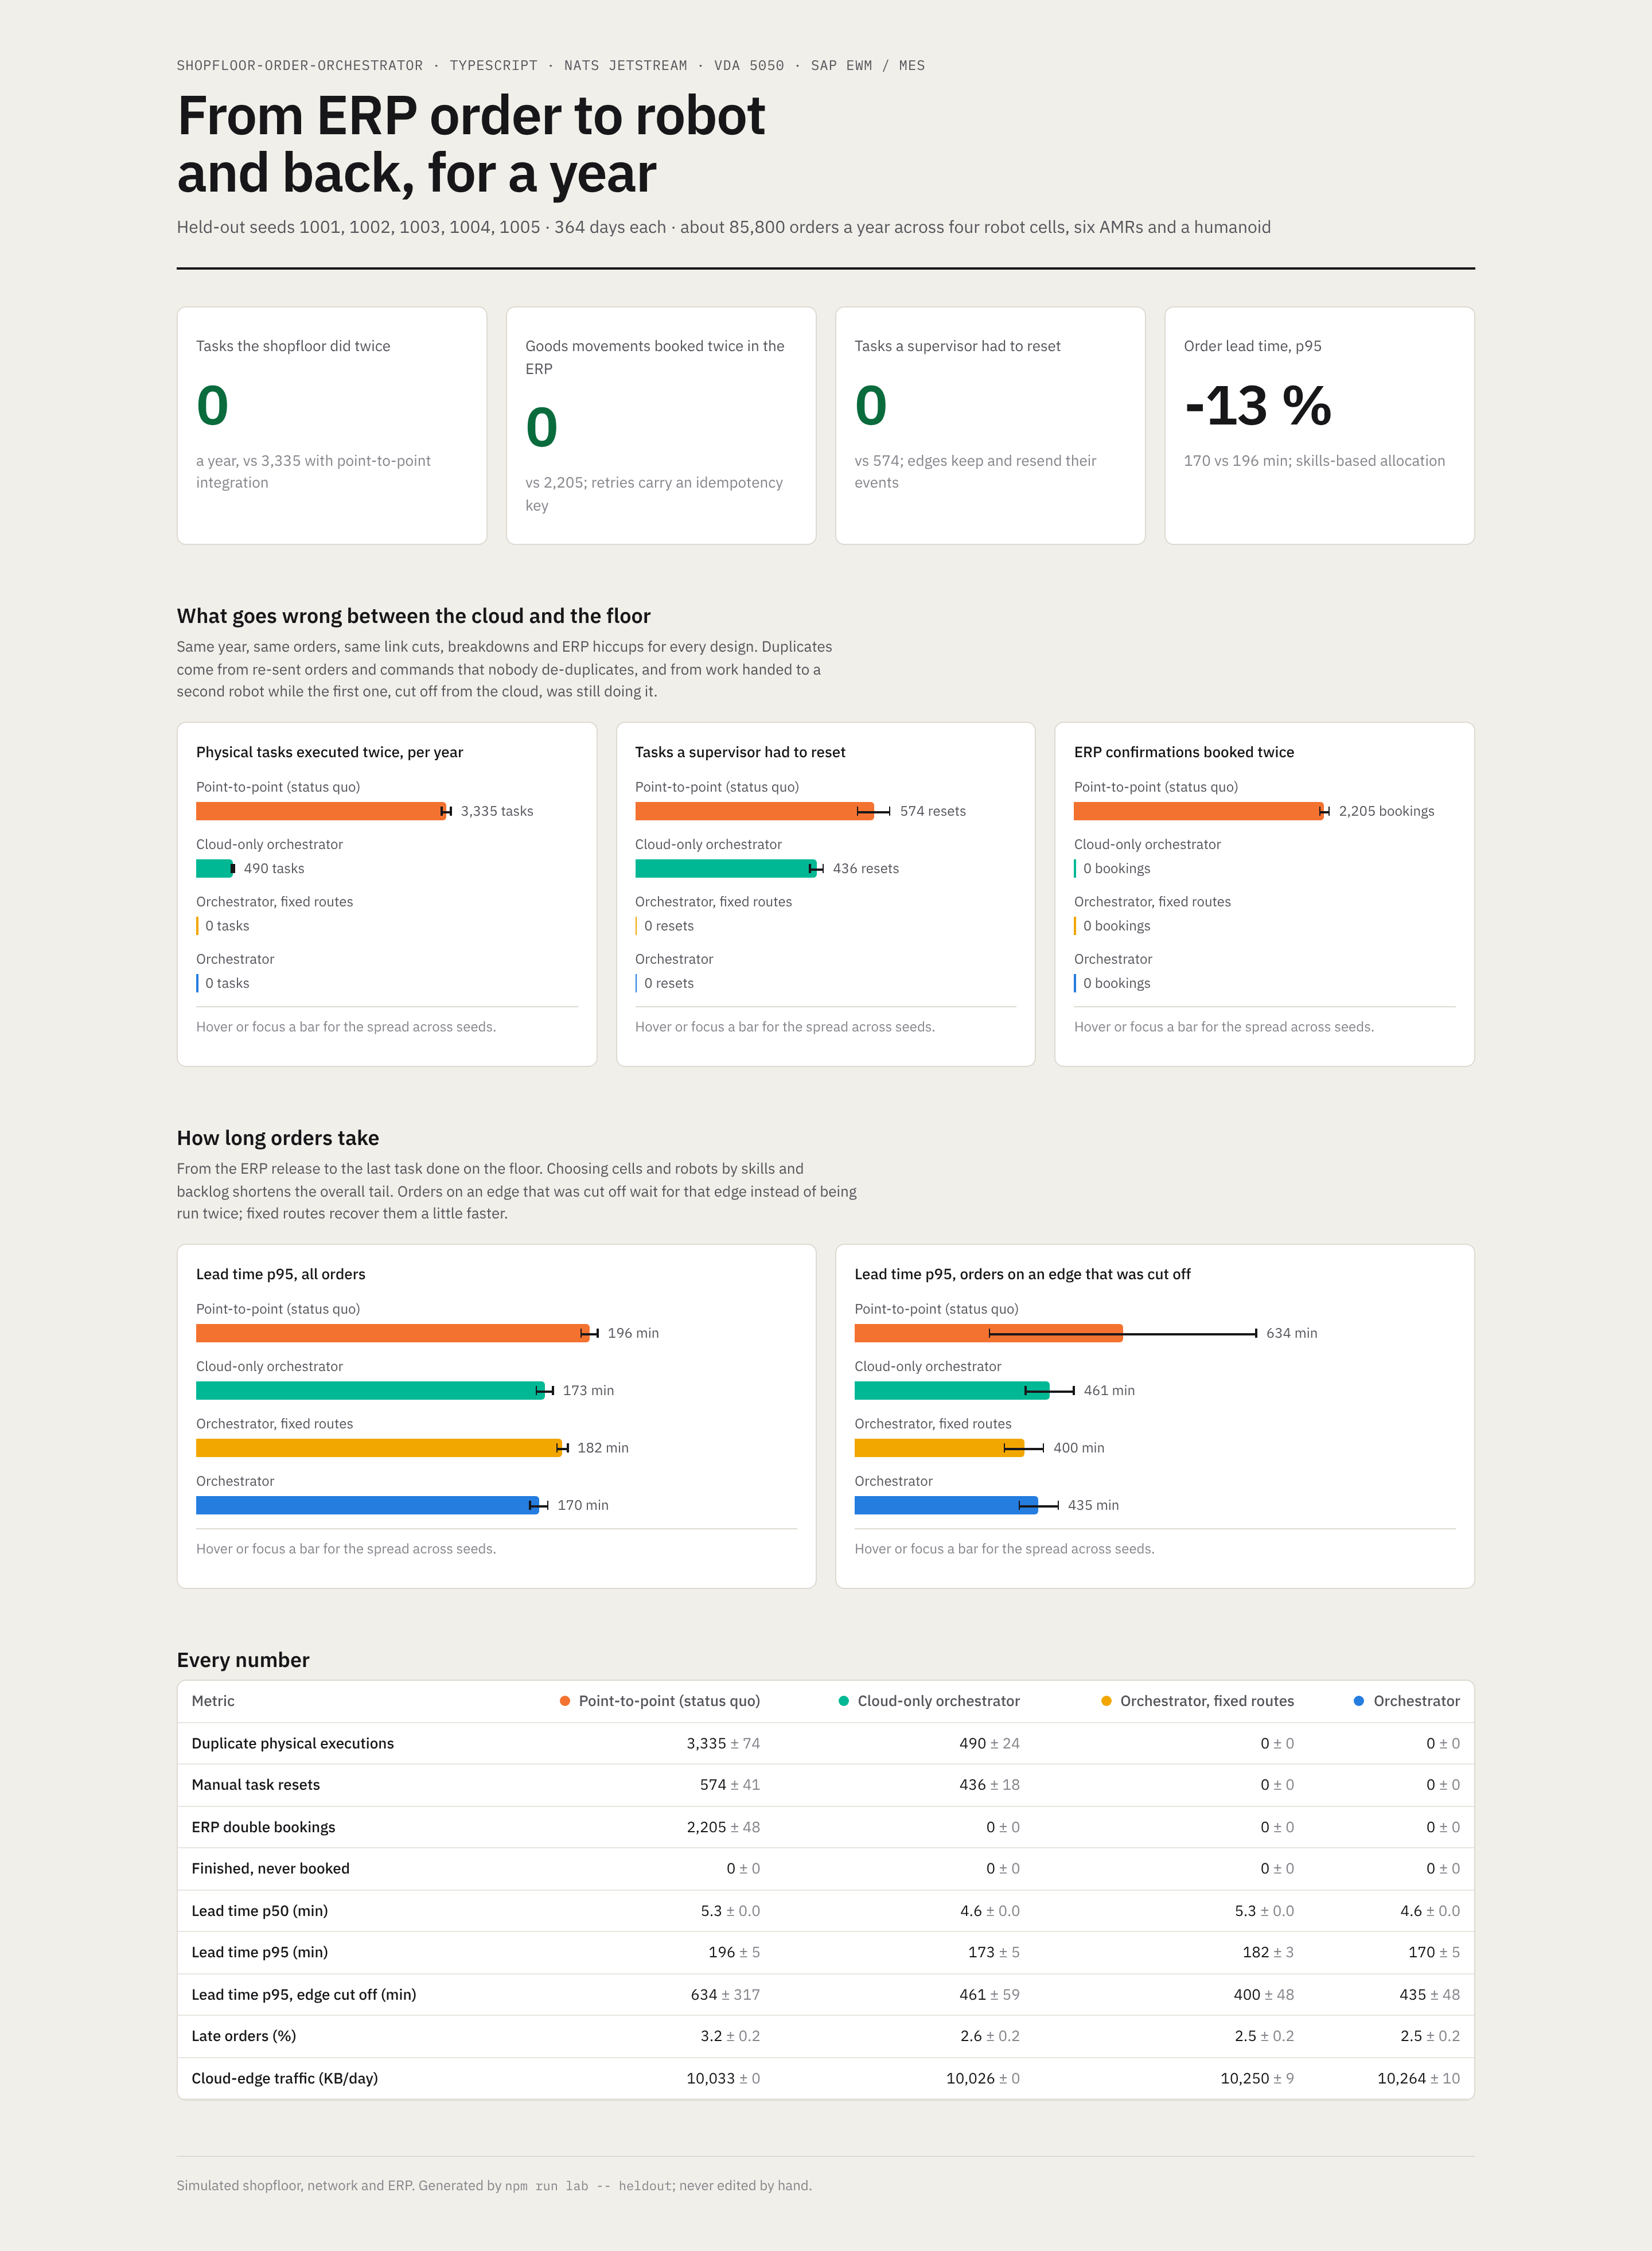 SHOPFLOOR-ORDER-ORCHESTRATOR · TYPESCRIPT · NATS JETSTREAM · VDA 5050 · SAP EWM / MES
From ERP order to robot
and back, for a year
Held-out seeds 1001, 1002, 1003, 1004, 1005 · 364 days each · about 85,800 orders a year across four robot cells, six AMRs and a humanoid
Tasks the shopfloor did twice
0
a year, vs 3,335 with point-to-point
integration
Goods movements booked twice in the
ERP
0
vs 2,205; retries carry an idempotency
key
Tasks a supervisor had to reset
0
vs 574; edges keep and resend their
events
Order lead time, p95
-13 %
170 vs 196 min; skills-based allocation
What goes wrong between the cloud and the floor
Same year, same orders, same link cuts, breakdowns and ERP hiccups for every design. Duplicates
come from re-sent orders and commands that nobody de-duplicates, and from work handed to a
second robot while the first one, cut off from the cloud, was still doing it.
Physical tasks executed twice, per year
Point-to-point (status quo)
3,335 tasks
Cloud-only orchestrator
490 tasks
Orchestrator, fixed routes
0 tasks
Orchestrator
0 tasks
Hover or focus a bar for the spread across seeds.
Tasks a supervisor had to reset
Point-to-point (status quo)
574 resets
Cloud-only orchestrator
436 resets
Orchestrator, fixed routes
0 resets
Orchestrator
0 resets
Hover or focus a bar for the spread across seeds.
ERP confirmations booked twice
Point-to-point (status quo)
2,205 bookings
Cloud-only orchestrator
0 bookings
Orchestrator, fixed routes
0 bookings
Orchestrator
0 bookings
Hover or focus a bar for the spread across seeds.
How long orders take
From the ERP release to the last task done on the floor. Choosing cells and robots by skills and
backlog shortens the overall tail. Orders on an edge that was cut off wait for that edge instead of being
run twice; fixed routes recover them a little faster.
Lead time p95, all orders
Point-to-point (status quo)
196 min
Cloud-only orchestrator
173 min
Orchestrator, fixed routes
182 min
Orchestrator
170 min
Hover or focus a bar for the spread across seeds.
Lead time p95, orders on an edge that was cut off
Point-to-point (status quo)
634 min
Cloud-only orchestrator
461 min
Orchestrator, fixed routes
400 min
Orchestrator
435 min
Hover or focus a bar for the spread across seeds.
Every number
Metric Point-to-point (status quo) Cloud-only orchestrator Orchestrator, fixed routes Orchestrator
Duplicate physical executions 3,335 ± 74 490 ± 24 0 ± 0 0 ± 0
Manual task resets 574 ± 41 436 ± 18 0 ± 0 0 ± 0
ERP double bookings 2,205 ± 48 0 ± 0 0 ± 0 0 ± 0
Finished, never booked 0 ± 0 0 ± 0 0 ± 0 0 ± 0
Lead time p50 (min) 5.3 ± 0.0 4.6 ± 0.0 5.3 ± 0.0 4.6 ± 0.0
Lead time p95 (min) 196 ± 5 173 ± 5 182 ± 3 170 ± 5
Lead time p95, edge cut off (min) 634 ± 317 461 ± 59 400 ± 48 435 ± 48
Late orders (%) 3.2 ± 0.2 2.6 ± 0.2 2.5 ± 0.2 2.5 ± 0.2
Cloud-edge traffic (KB/day) 10,033 ± 0 10,026 ± 0 10,250 ± 9 10,264 ± 10
Simulated shopfloor, network and ERP. Generated by npm run lab -- heldout; never edited by hand.